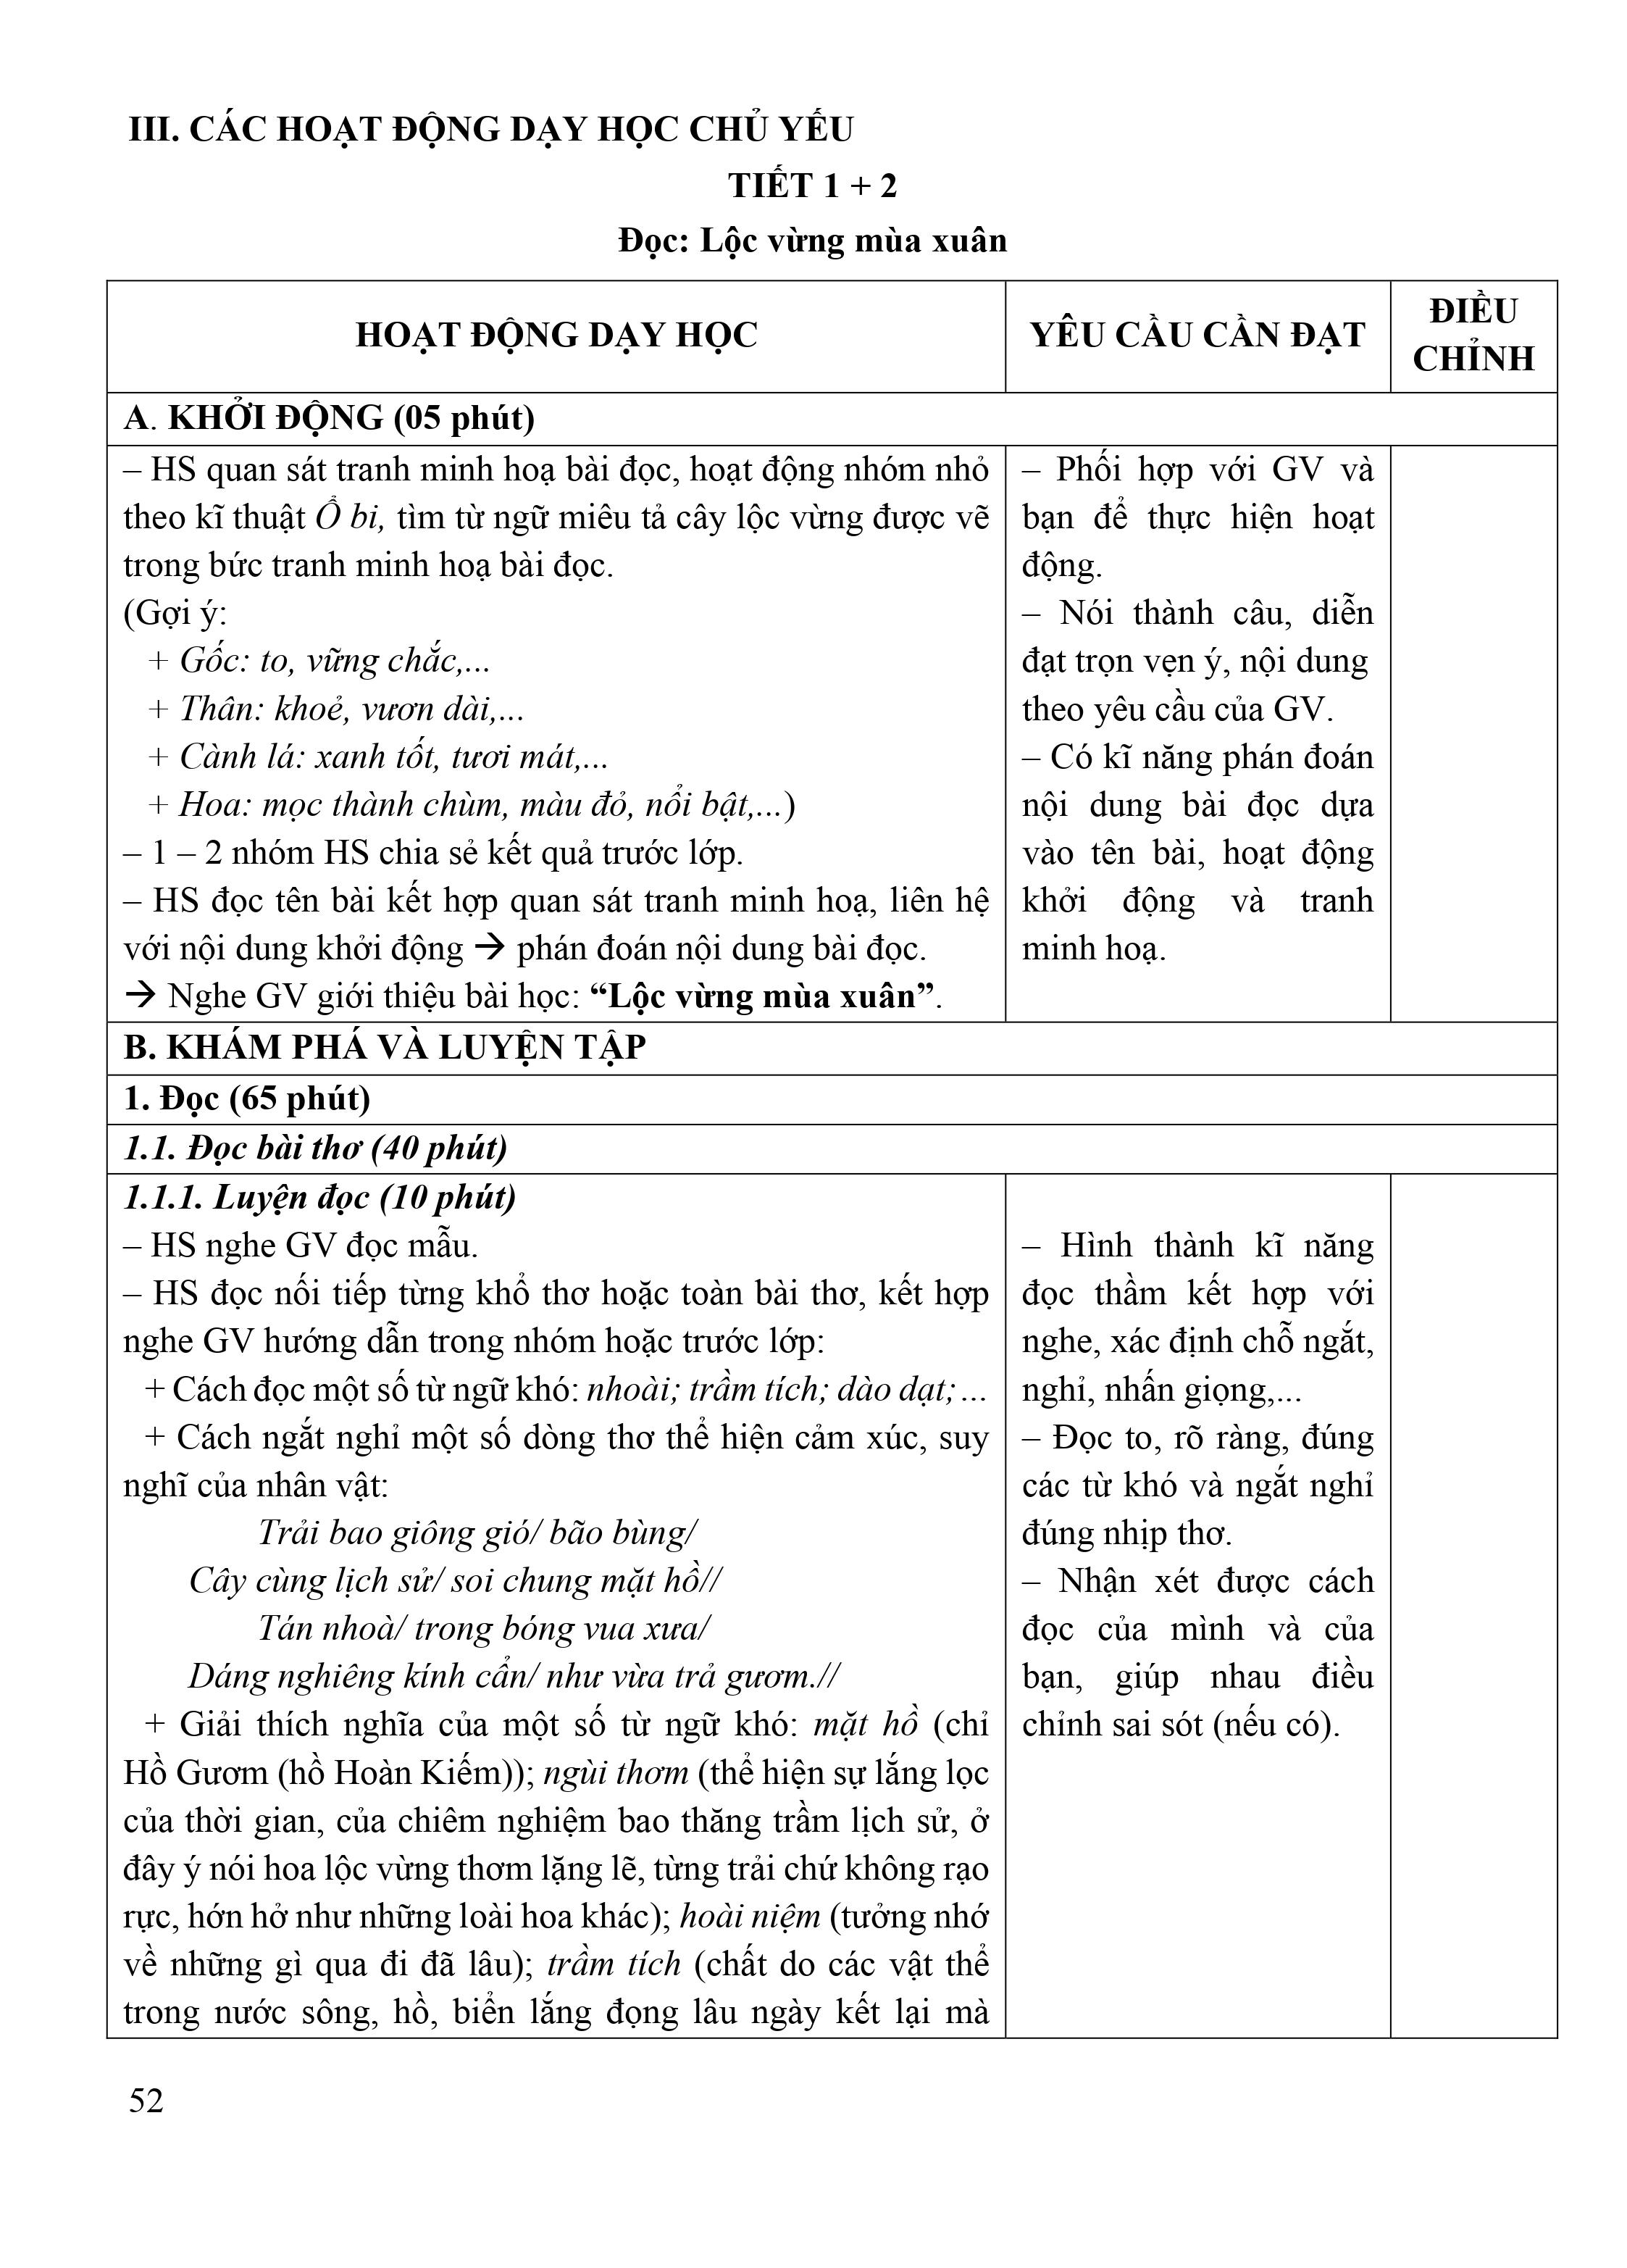 III. CÁC HOẠT ĐỘNG DẠY HỌC CHỦ YẾU
TIẾT 1 + 2
Đọc: Lộc vừng mùa xuân
HOẠT ĐỘNG DẠY HỌC
YÊU CẦU CẦN ĐẠT
ĐIỀU
CHỈNH
A. KHỞI ĐỘNG (05 phút)
– HS quan sát tranh minh hoạ bài đọc, hoạt động nhóm nhỏ
theo kĩ thuật Ổ bi, tìm từ ngữ miêu tả cây lộc vừng được vẽ
trong bức tranh minh hoạ bài đọc.
(Gợi ý:
+ Gốc: to, vững chắc,...
+ Thân: khoẻ, vươn dài,...
+ Cành lá: xanh tốt, tươi mát,...
+ Hoa: mọc thành chùm, màu đỏ, nổi bật,...)
– 1 – 2 nhóm HS chia sẻ kết quả trước lớp.
– HS đọc tên bài kết hợp quan sát tranh minh hoạ, liên hệ
với nội dung khởi động → phán đoán nội dung bài đọc.
→ Nghe GV giới thiệu bài học: “Lộc vừng mùa xuân”.
– Phối hợp với GV và
bạn để thực hiện hoạt
động.
– Nói thành câu, diễn
đạt trọn vẹn ý, nội dung
theo yêu cầu của GV.
– Có kĩ năng phán đoán
nội dung bài đọc dựa
vào tên bài, hoạt động
khởi động và tranh
minh hoạ.
B. KHÁM PHÁ VÀ LUYỆN TẬP
1. Đọc (65 phút)
1.1. Đọc bài thơ (40 phút)
1.1.1. Luyện đọc (10 phút)
– HS nghe GV đọc mẫu.
– HS đọc nối tiếp từng khổ thơ hoặc toàn bài thơ, kết hợp
nghe GV hướng dẫn trong nhóm hoặc trước lớp:
+ Cách đọc một số từ ngữ khó: nhoài; trầm tích; dào dạt;…
+ Cách ngắt nghỉ một số dòng thơ thể hiện cảm xúc, suy
nghĩ của nhân vật:
Trải bao giông gió/ bão bùng/
Cây cùng lịch sử/ soi chung mặt hồ//
Tán nhoà/ trong bóng vua xưa/
Dáng nghiêng kính cẩn/ như vừa trả gươm.//
+ Giải thích nghĩa của một số từ ngữ khó: mặt hồ (chỉ
Hồ Gươm (hồ Hoàn Kiếm)); ngùi thơm (thể hiện sự lắng lọc
của thời gian, của chiêm nghiệm bao thăng trầm lịch sử, ở
đây ý nói hoa lộc vừng thơm lặng lẽ, từng trải chứ không rạo
rực, hớn hở như những loài hoa khác); hoài niệm (tưởng nhớ
về những gì qua đi đã lâu); trầm tích (chất do các vật thể
trong nước sông, hồ, biển lắng đọng lâu ngày kết lại mà
– Hình thành kĩ năng
đọc thầm kết hợp với
nghe, xác định chỗ ngắt,
nghỉ, nhấn giọng,...
– Đọc to, rõ ràng, đúng
các từ khó và ngắt nghỉ
đúng nhịp thơ.
– Nhận xét được cách
đọc của mình và của
bạn, giúp nhau điều
chỉnh sai sót (nếu có).
52